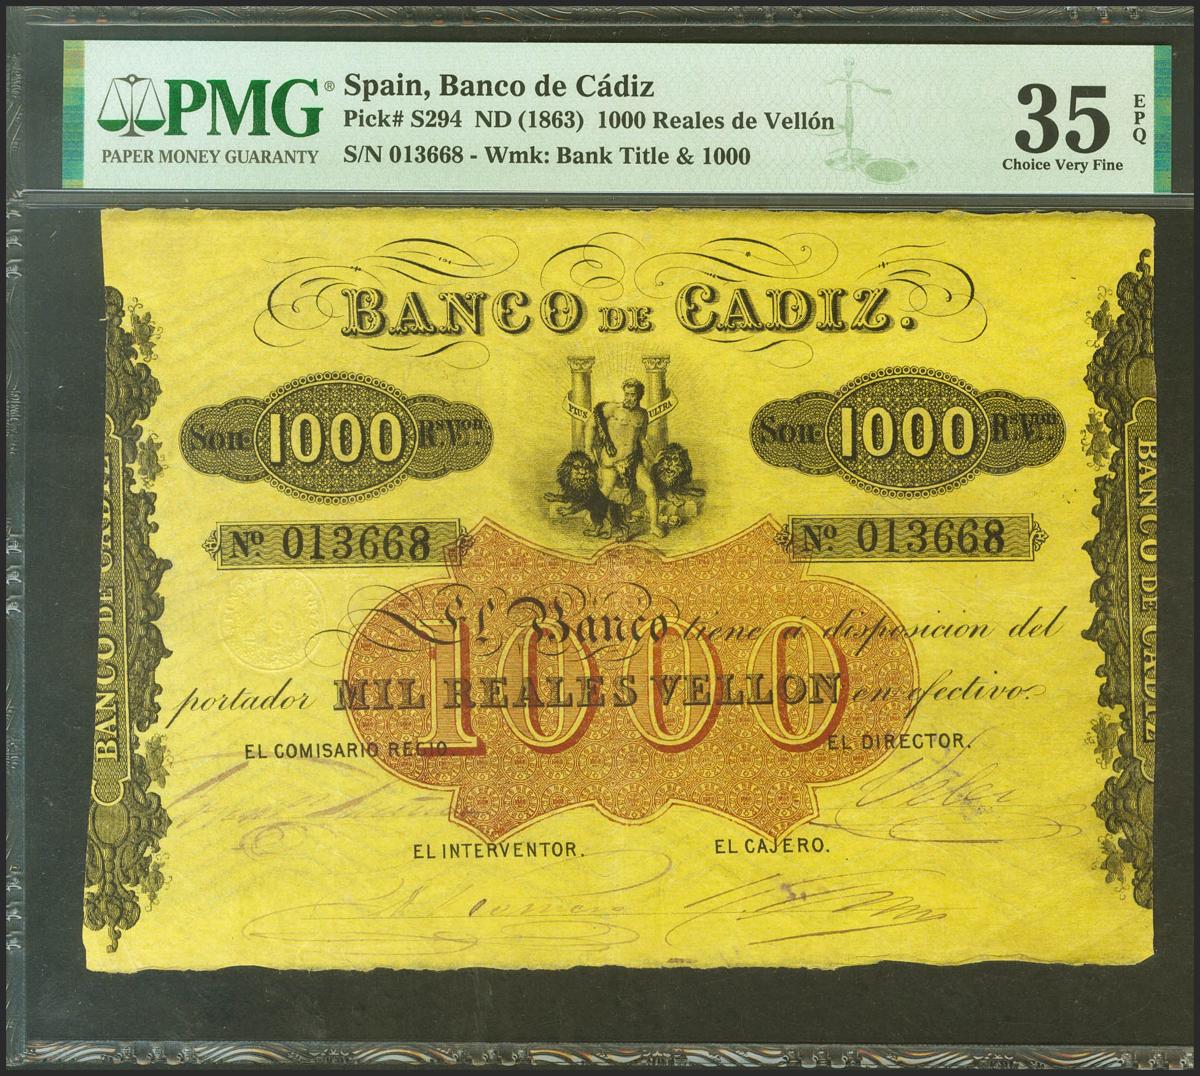 PMG®
PAPER MONEY GUARANTY
Spain, Banco de Cádiz
Pick# S294 ND (1863) 1000 Reales de Vellón
S/N 013668 - Wmk: Bank Title & 1000
35
EPQ
Choice Very Fine
BANCO DE CADIZ.
PLUS ULTRA
Son 1000 Rs. Von.
Son 1000 Rs. Von.
No. 013668
No. 013668
El Banco tiene á disposicion del
portador MIL REALES VELLON en efectivo.
1000
EL COMISARIO REGIO
EL DIRECTOR.
EL INTERVENTOR.
EL CAJERO.
BANCO DE CADIZ
BANCO DE CADIZ